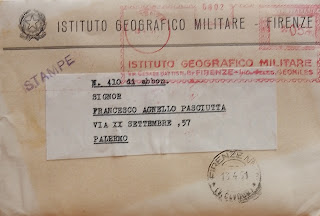 ISTITUTO GEOGRAFICO MILITARE - FIRENZE
STAMPE
ISTITUTO GEOGRAFICO MILITARE
FIRENZE
N. 410 di abbon.
SIGNOR
FRANCESCO AGNELLO PASCIUTTA
VIA XX SETTEMBRE ,57
PALERMO
FIRENZE